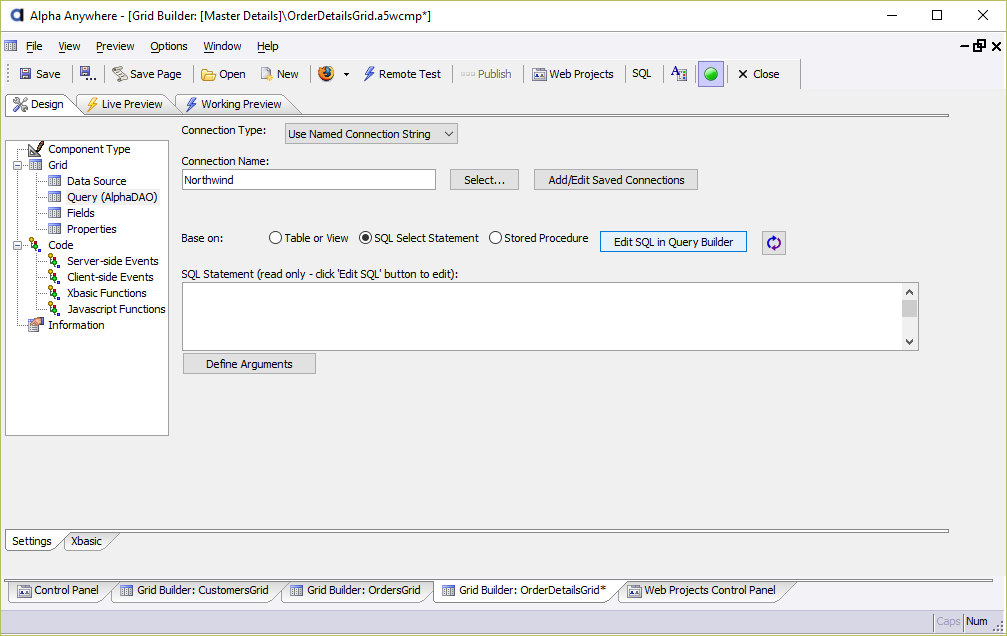 Alpha Anywhere - [Grid Builder: [Master Details]\OrderDetailsGrid.a5wcmp*]
File View Preview Options Window Help
Save Save Page Open New Remote Test Publish Web Projects SQL Close
Design Live Preview Working Preview
Connection Type: Use Named Connection String
Component Type
Grid
Data Source
Query (AlphaDAO)
Fields
Properties
Code
Server-side Events
Client-side Events
Xbasic Functions
Javascript Functions
Information
Connection Name:
Northwind Select... Add/Edit Saved Connections
Base on: Table or View SQL Select Statement Stored Procedure Edit SQL in Query Builder
SQL Statement (read only - click 'Edit SQL' button to edit):
Define Arguments
Settings Xbasic
Control Panel Grid Builder: CustomersGrid Grid Builder: OrdersGrid Grid Builder: OrderDetailsGrid* Web Projects Control Panel
Caps Num